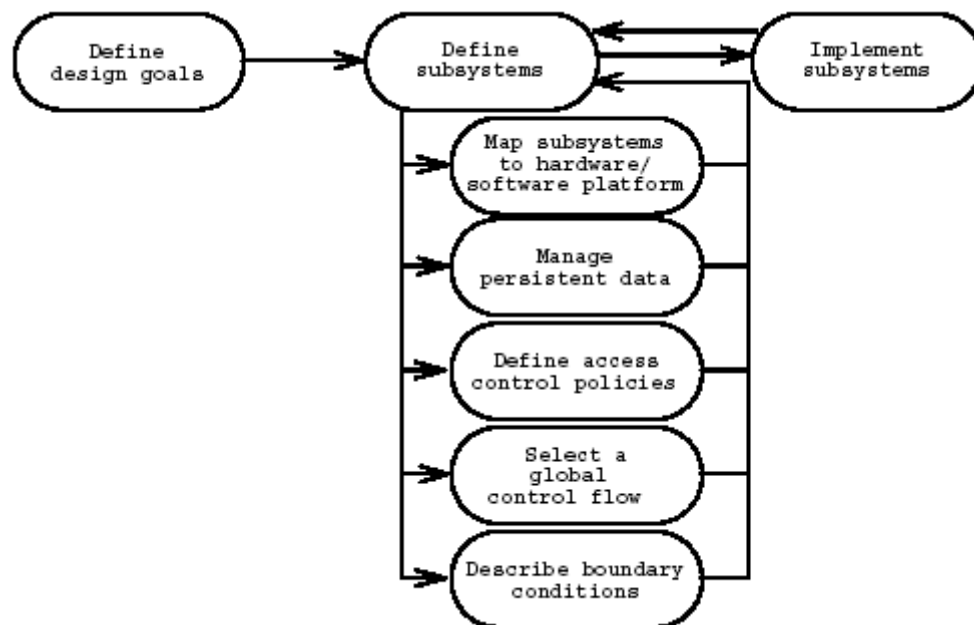 Define
design goals
Define
subsystems
Implement
subsystems
Map subsystems
to hardware/
software platform
Manage
persistent data
Define access
control policies
Select a
global
control flow
Describe boundary
conditions